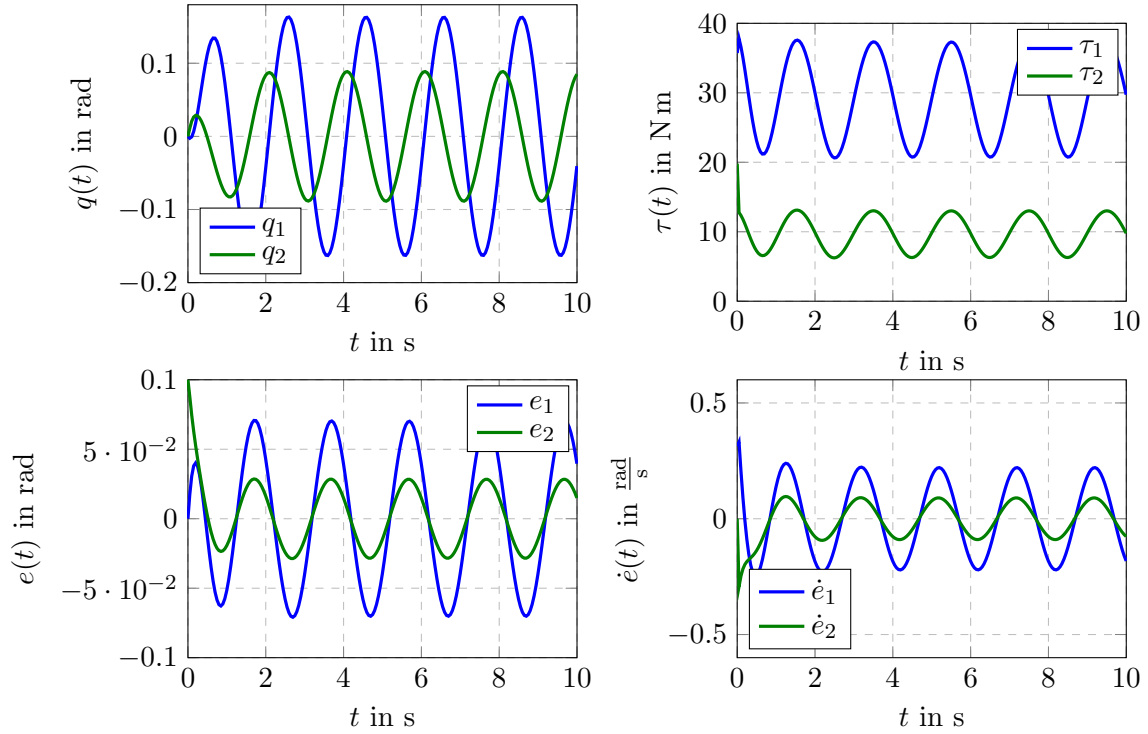 0.1
0
−0.1
−0.2
q(t) in rad
q₁
q₂
0 2 4 6 8 10
t in s
40
30
20
10
0
τ(t) in N m
τ₁
τ₂
0 2 4 6 8 10
t in s
0.1
5 · 10⁻²
0
−5 · 10⁻²
−0.1
e(t) in rad
e₁
e₂
0 2 4 6 8 10
t in s
0.5
0
−0.5
ė(t) in rad/s
ė₁
ė₂
0 2 4 6 8 10
t in s